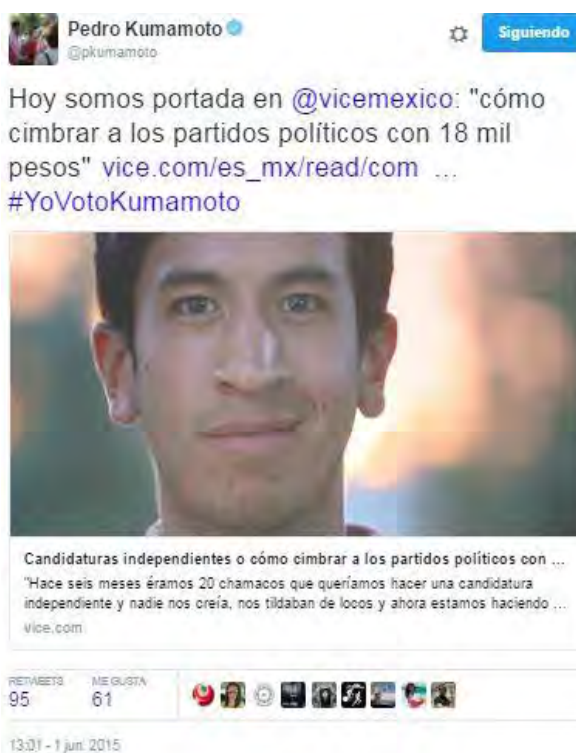 Pedro Kumamoto
@pkumamoto
Siguiendo
Hoy somos portada en @vicemexico: "cómo
cimbrar a los partidos políticos con 18 mil
pesos" vice.com/es_mx/read/com ...
#YoVotoKumamoto
Candidaturas independientes o cómo cimbrar a los partidos políticos con ...
"Hace seis meses éramos 20 chamacos que queríamos hacer una candidatura
independiente y nadie nos creía, nos tildaban de locos y ahora estamos haciendo ...
vice.com
RETWEETS ME GUSTA
95 61
13:01 - 1 jun. 2015